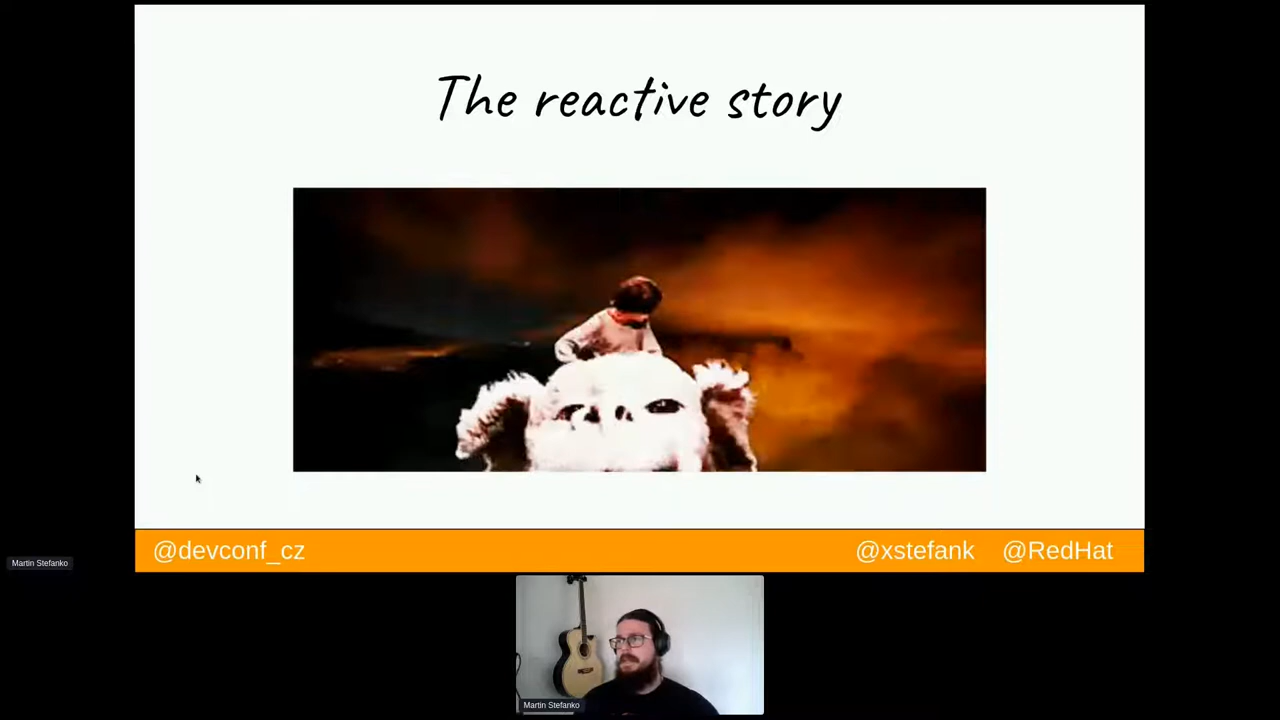 The reactive story
@devconf_cz
@xstefank @RedHat
Martin Stefanko
Martin Stefanko